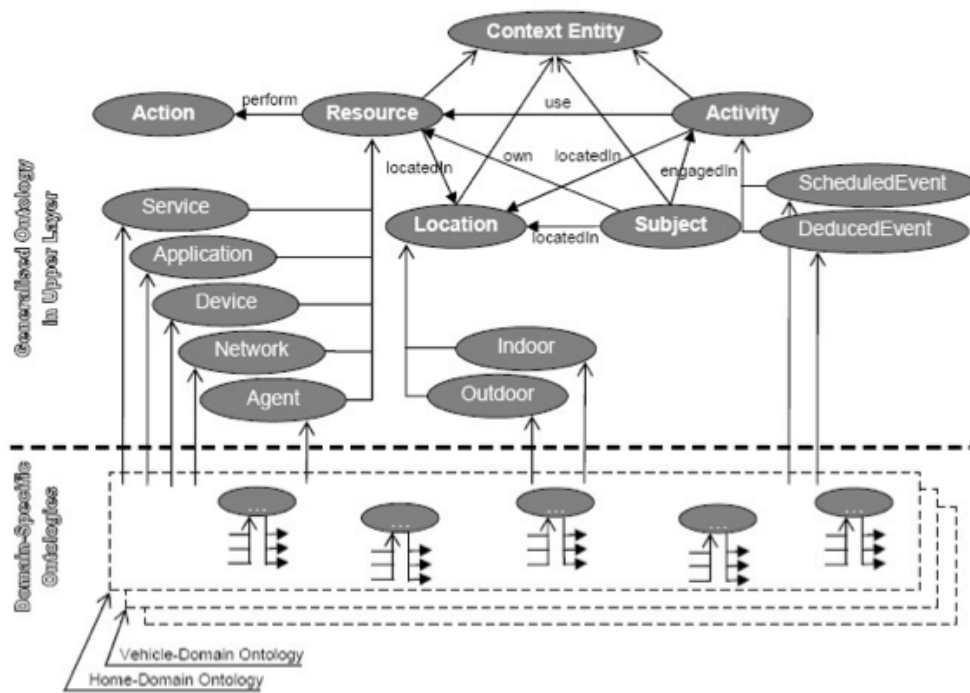 Context Entity
Action
perform
Resource
use
Activity
locatedIn
own
locatedIn
engagedIn
ScheduledEvent
Service
Location
locatedIn
Subject
DeducedEvent
Application
Device
Network
Indoor
Agent
Outdoor
Generalised Ontology
in Upper Layer
Domain-Specific
Ontologies
...
...
...
...
...
Vehicle-Domain Ontology
Home-Domain Ontology